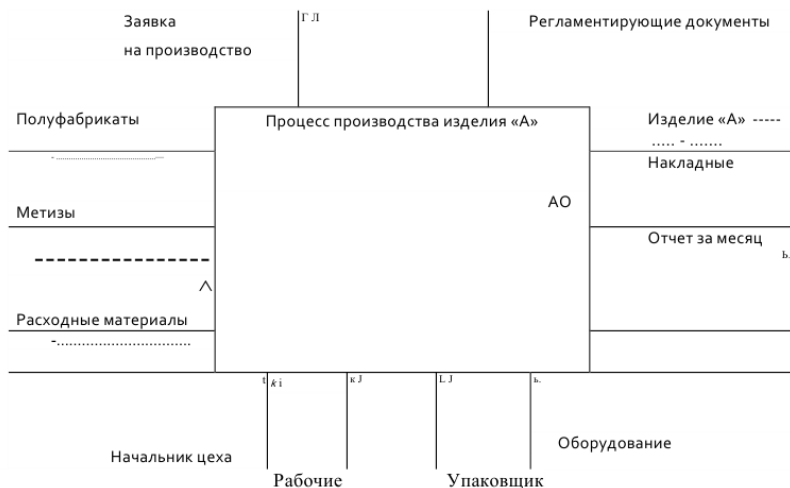 Заявка
на производство
Г Л
Регламентирующие документы
Полуфабрикаты
Процесс производства изделия «А»
Изделие «А» -----
..... - .......
Накладные
Метизы
АО
Отчет за месяц
ь.
Расходные материалы
t k i
к J
L J
ь.
Начальник цеха
Рабочие
Упаковщик
Оборудование